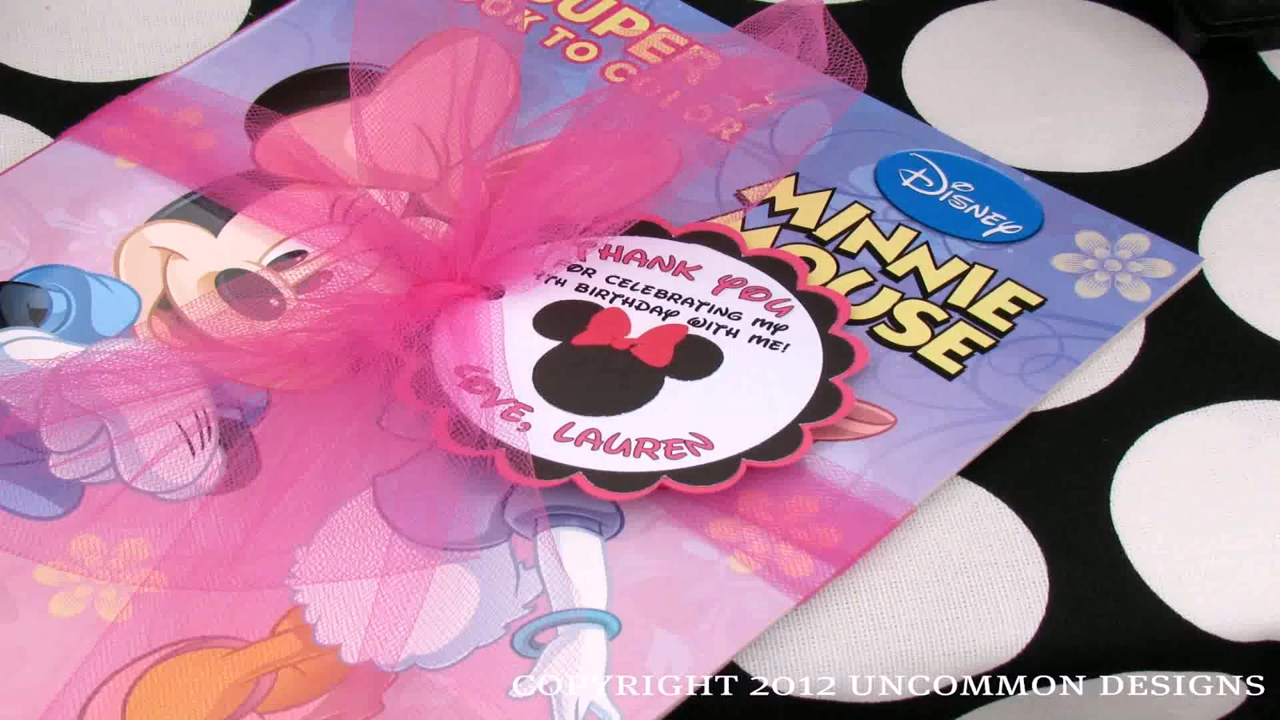 SUPER
TO COLOR
Disney
MINNIE
MOUSE
THANK YOU
FOR CELEBRATING MY
4TH BIRTHDAY WITH ME!
LOVE, LAUREN
COPYRIGHT 2012 UNCOMMON DESIGNS